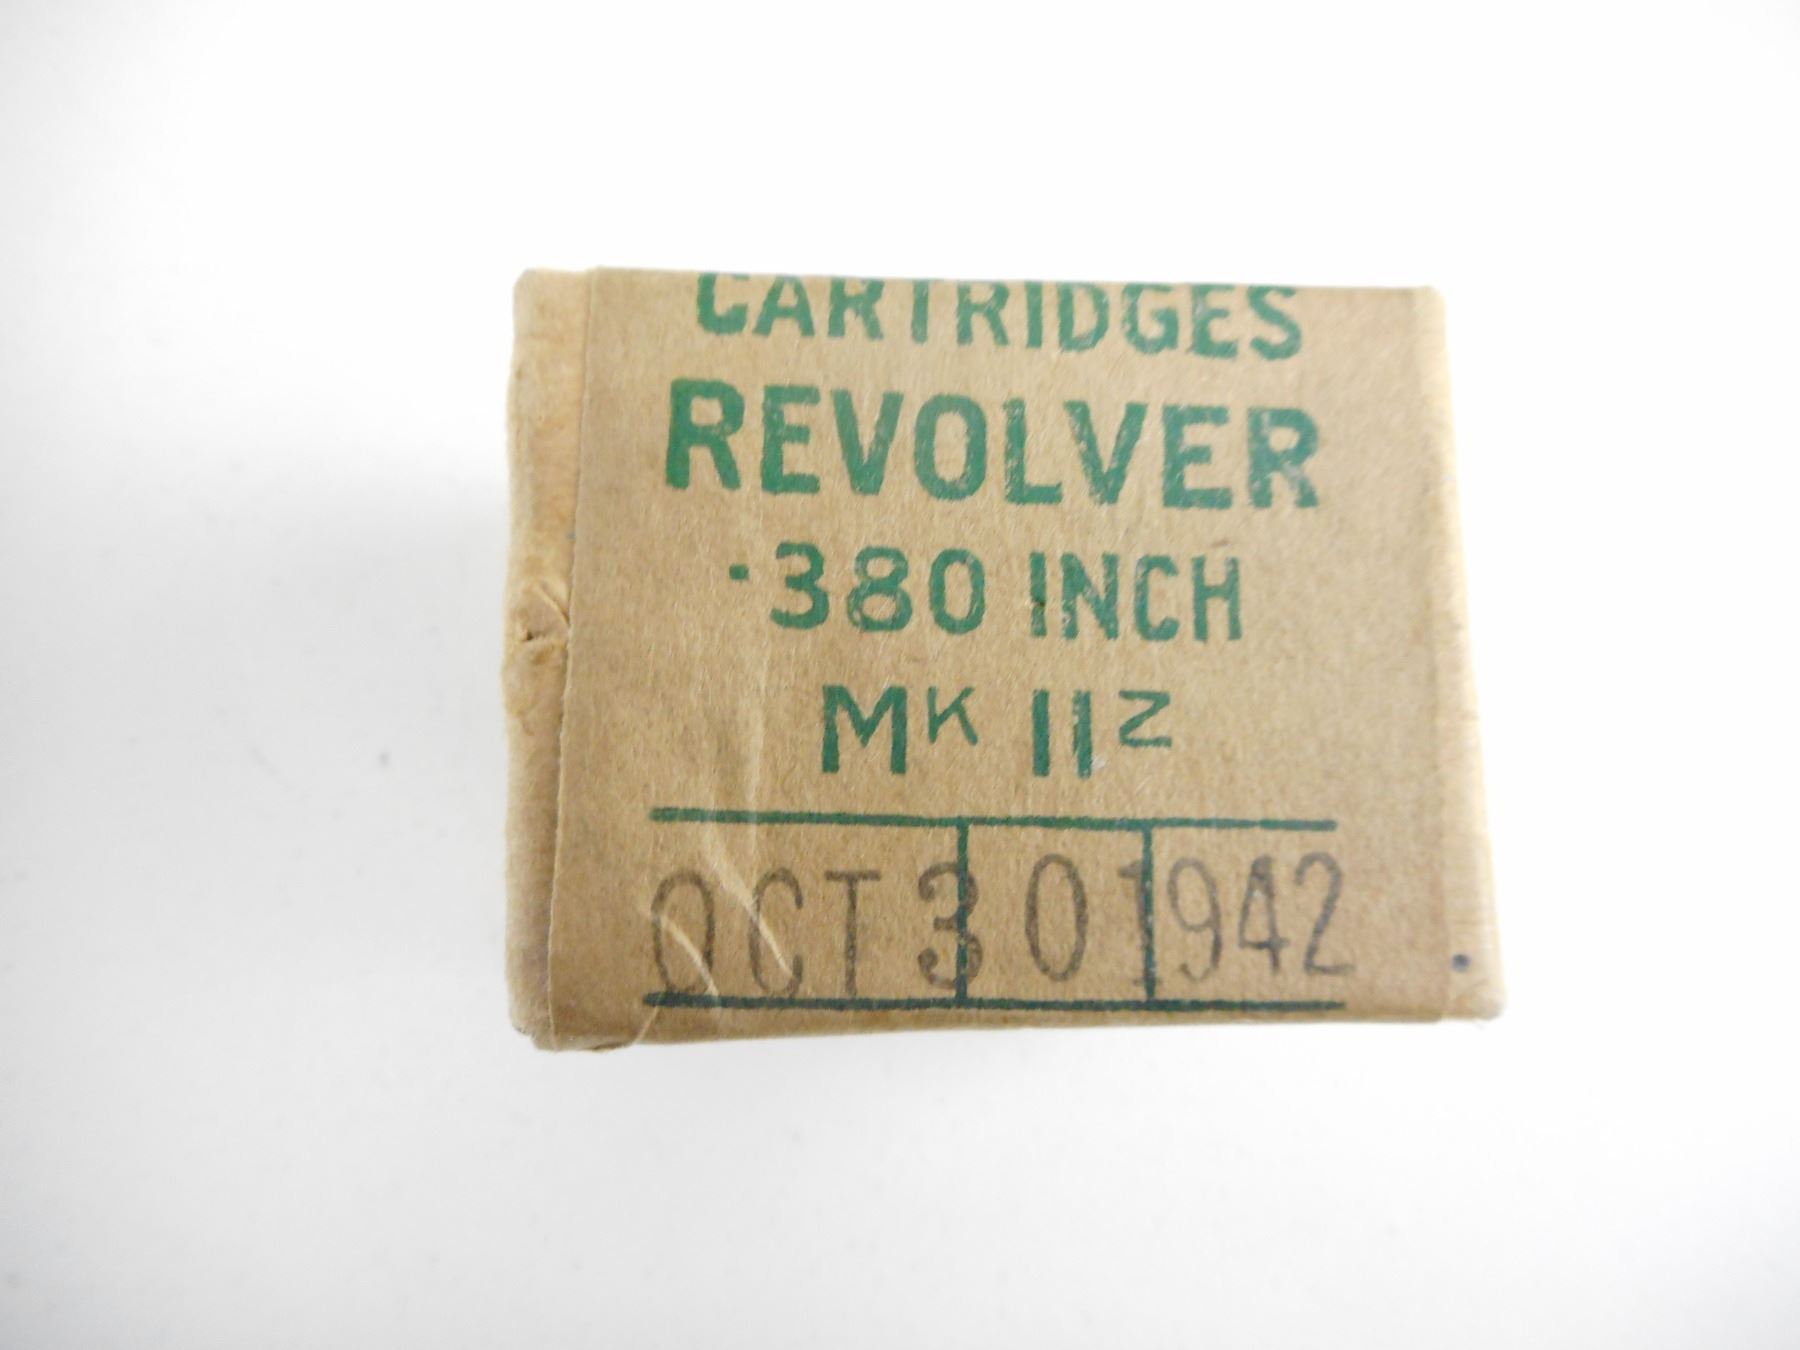 CARTRIDGES
REVOLVER
·380 INCH
MK IIZ
OCT 30 1942